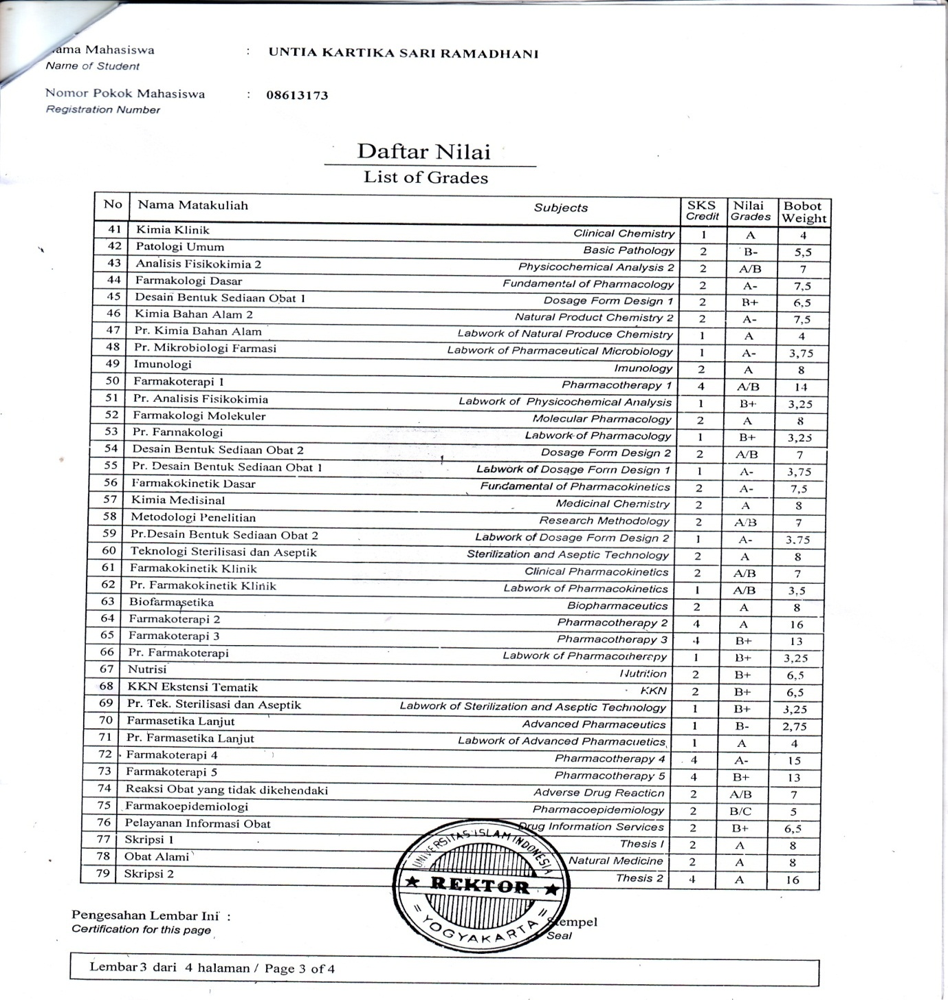 Nama Mahasiswa : UNTIA KARTIKA SARI RAMADHANI
Name of Student
Nomor Pokok Mahasiswa : 08613173
Registration Number
Daftar Nilai
List of Grades
No Nama Matakuliah Subjects SKS Credit Nilai Grades Bobot Weight
41 Kimia Klinik Clinical Chemistry 1 A 4
42 Patologi Umum Basic Pathology 2 B- 5,5
43 Analisis Fisikokimia 2 Physicochemical Analysis 2 2 A/B 7
44 Farmakologi Dasar Fundamental of Pharmacology 2 A- 7,5
45 Desain Bentuk Sediaan Obat 1 Dosage Form Design 1 2 B+ 6,5
46 Kimia Bahan Alam 2 Natural Product Chemistry 2 2 A- 7,5
47 Pr. Kimia Bahan Alam Labwork of Natural Produce Chemistry 1 A 4
48 Pr. Mikrobiologi Farmasi Labwork of Pharmaceutical Microbiology 1 A- 3,75
49 Imunologi Imunology 2 A 8
50 Farmakoterapi 1 Pharmacotherapy 1 4 A/B 14
51 Pr. Analisis Fisikokimia Labwork of Physicochemical Analysis 1 B+ 3,25
52 Farmakologi Molekuler Molecular Pharmacology 2 A 8
53 Pr. Farmakologi Labwork of Pharmacology 1 B+ 3,25
54 Desain Bentuk Sediaan Obat 2 Dosage Form Design 2 2 A/B 7
55 Pr. Desain Bentuk Sediaan Obat 1 Labwork of Dosage Form Design 1 1 A- 3,75
56 Farmakokinetik Dasar Fundamental of Pharmacokinetics 2 A- 7,5
57 Kimia Medisinal Medicinal Chemistry 2 A 8
58 Metodologi Penelitian Research Methodology 2 A/B 7
59 Pr.Desain Bentuk Sediaan Obat 2 Labwork of Dosage Form Design 2 1 A- 3.75
60 Teknologi Sterilisasi dan Aseptik Sterilization and Aseptic Technology 2 A 8
61 Farmakokinetik Klinik Clinical Pharmacokinetics 2 A/B 7
62 Pr. Farmakokinetik Klinik Labwork of Pharmacokinetics 1 A/B 3,5
63 Biofarmasetika Biopharmaceutics 2 A 8
64 Farmakoterapi 2 Pharmacotherapy 2 4 A 16
65 Farmakoterapi 3 Pharmacotherapy 3 4 B+ 13
66 Pr. Farmakoterapi Labwork of Pharmacotherapy 1 B+ 3,25
67 Nutrisi Nutrition 2 B+ 6,5
68 KKN Ekstensi Tematik KKN 2 B+ 6,5
69 Pr. Tek. Sterilisasi dan Aseptik Labwork of Sterilization and Aseptic Technology 1 B+ 3,25
70 Farmasetika Lanjut Advanced Pharmaceutics 1 B- 2,75
71 Pr. Farmasetika Lanjut Labwork of Advanced Pharmacuetics 1 A 4
72 Farmakoterapi 4 Pharmacotherapy 4 4 A- 15
73 Farmakoterapi 5 Pharmacotherapy 5 4 B+ 13
74 Reaksi Obat yang tidak dikehendaki Adverse Drug Reaction 2 A/B 7
75 Farmakoepidemiologi Pharmacoepidemiology 2 B/C 5
76 Pelayanan Informasi Obat Drug Information Services 2 B+ 6,5
77 Skripsi 1 Thesis I 2 A 8
78 Obat Alami Natural Medicine 2 A 8
79 Skripsi 2 Thesis 2 4 A 16
UNIVERSITAS ISLAM INDONESIA
★ REKTOR ★
= YOGYAKARTA =
Pengesahan Lembar Ini : Stempel
Certification for this page Seal
Lembar 3 dari 4 halaman / Page 3 of 4